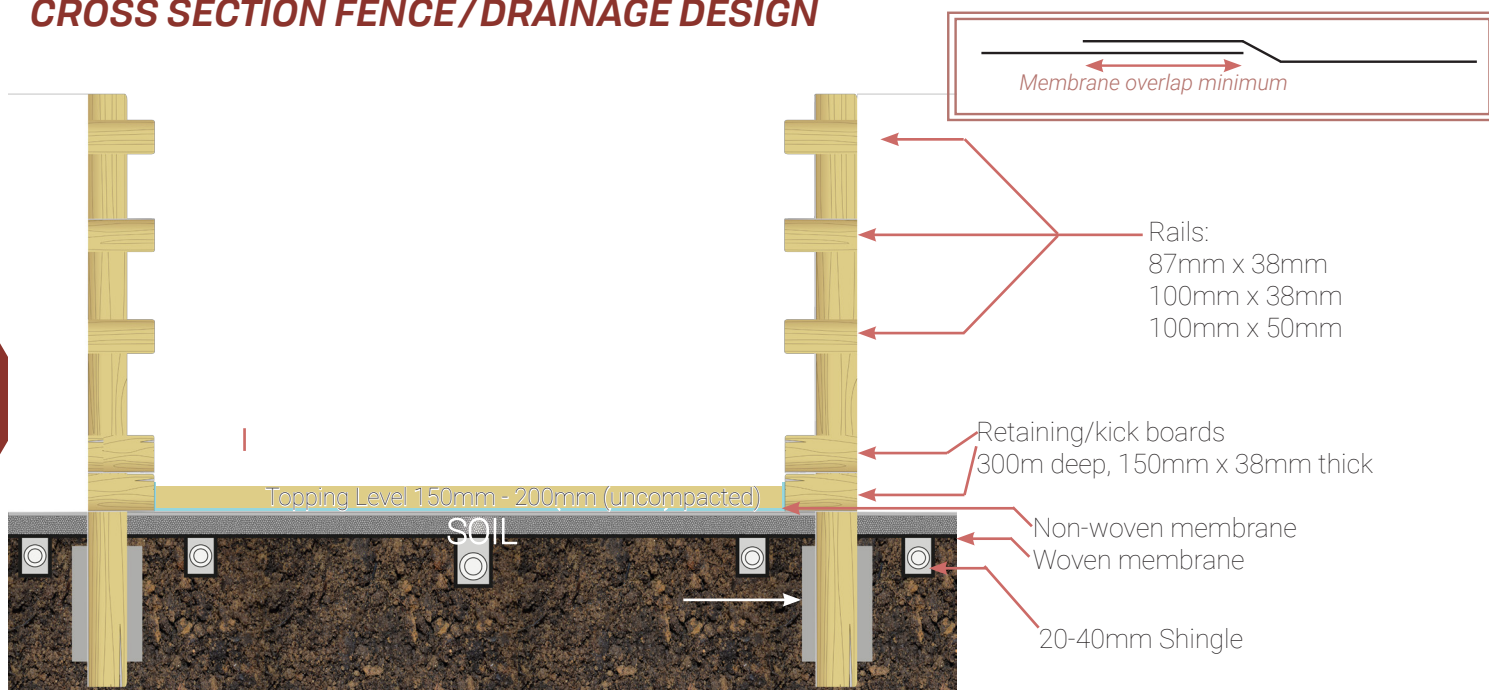 CROSS SECTION FENCE/DRAINAGE DESIGN
Membrane overlap minimum
Rails:
87mm x 38mm
100mm x 38mm
100mm x 50mm
Retaining/kick boards
300m deep, 150mm x 38mm thick
Topping Level 150mm - 200mm (uncompacted)
SOIL
Non-woven membrane
Woven membrane
20-40mm Shingle